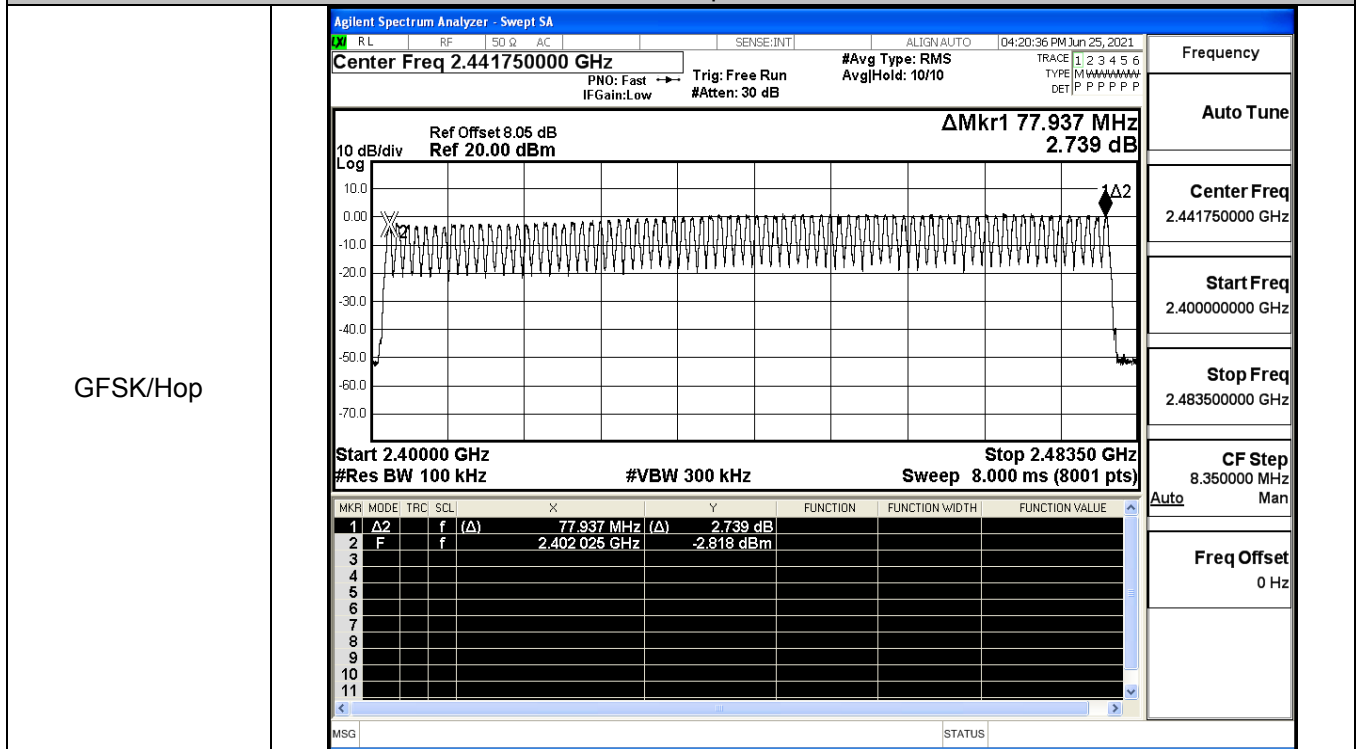 GFSK/Hop
Agilent Spectrum Analyzer - Swept SA
LXI RL RF 50 Ω AC SENSE:INT ALIGN AUTO 04:20:36 PM Jun 25, 2021
Center Freq 2.441750000 GHz
PNO: Fast
IFGain:Low
Trig: Free Run
#Atten: 30 dB
#Avg Type: RMS
Avg|Hold: 10/10
TRACE 1 2 3 4 5 6
TYPE M WWWWW
DET P P P P P P
ΔMkr1 77.937 MHz
2.739 dB
Ref Offset 8.05 dB
10 dB/div Ref 20.00 dBm
Log
10.0
0.00
-10.0
-20.0
-30.0
-40.0
-50.0
-60.0
-70.0
1Δ2
2
Start 2.40000 GHz Stop 2.48350 GHz
#Res BW 100 kHz #VBW 300 kHz Sweep 8.000 ms (8001 pts)
MKR MODE TRC SCL X Y FUNCTION FUNCTION WIDTH FUNCTION VALUE
1 Δ2 f (Δ) 77.937 MHz (Δ) 2.739 dB
2 F f 2.402 025 GHz -2.818 dBm
3
4
5
6
7
8
9
10
11
MSG STATUS
Frequency
Auto Tune
Center Freq
2.441750000 GHz
Start Freq
2.400000000 GHz
Stop Freq
2.483500000 GHz
CF Step
8.350000 MHz
Auto Man
Freq Offset
0 Hz